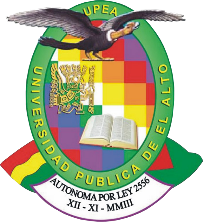 UPEA
UNIVERSIDAD PUBLICA DE EL ALTO
AUTONOMA POR LEY 2556
XII - XI - MMIII